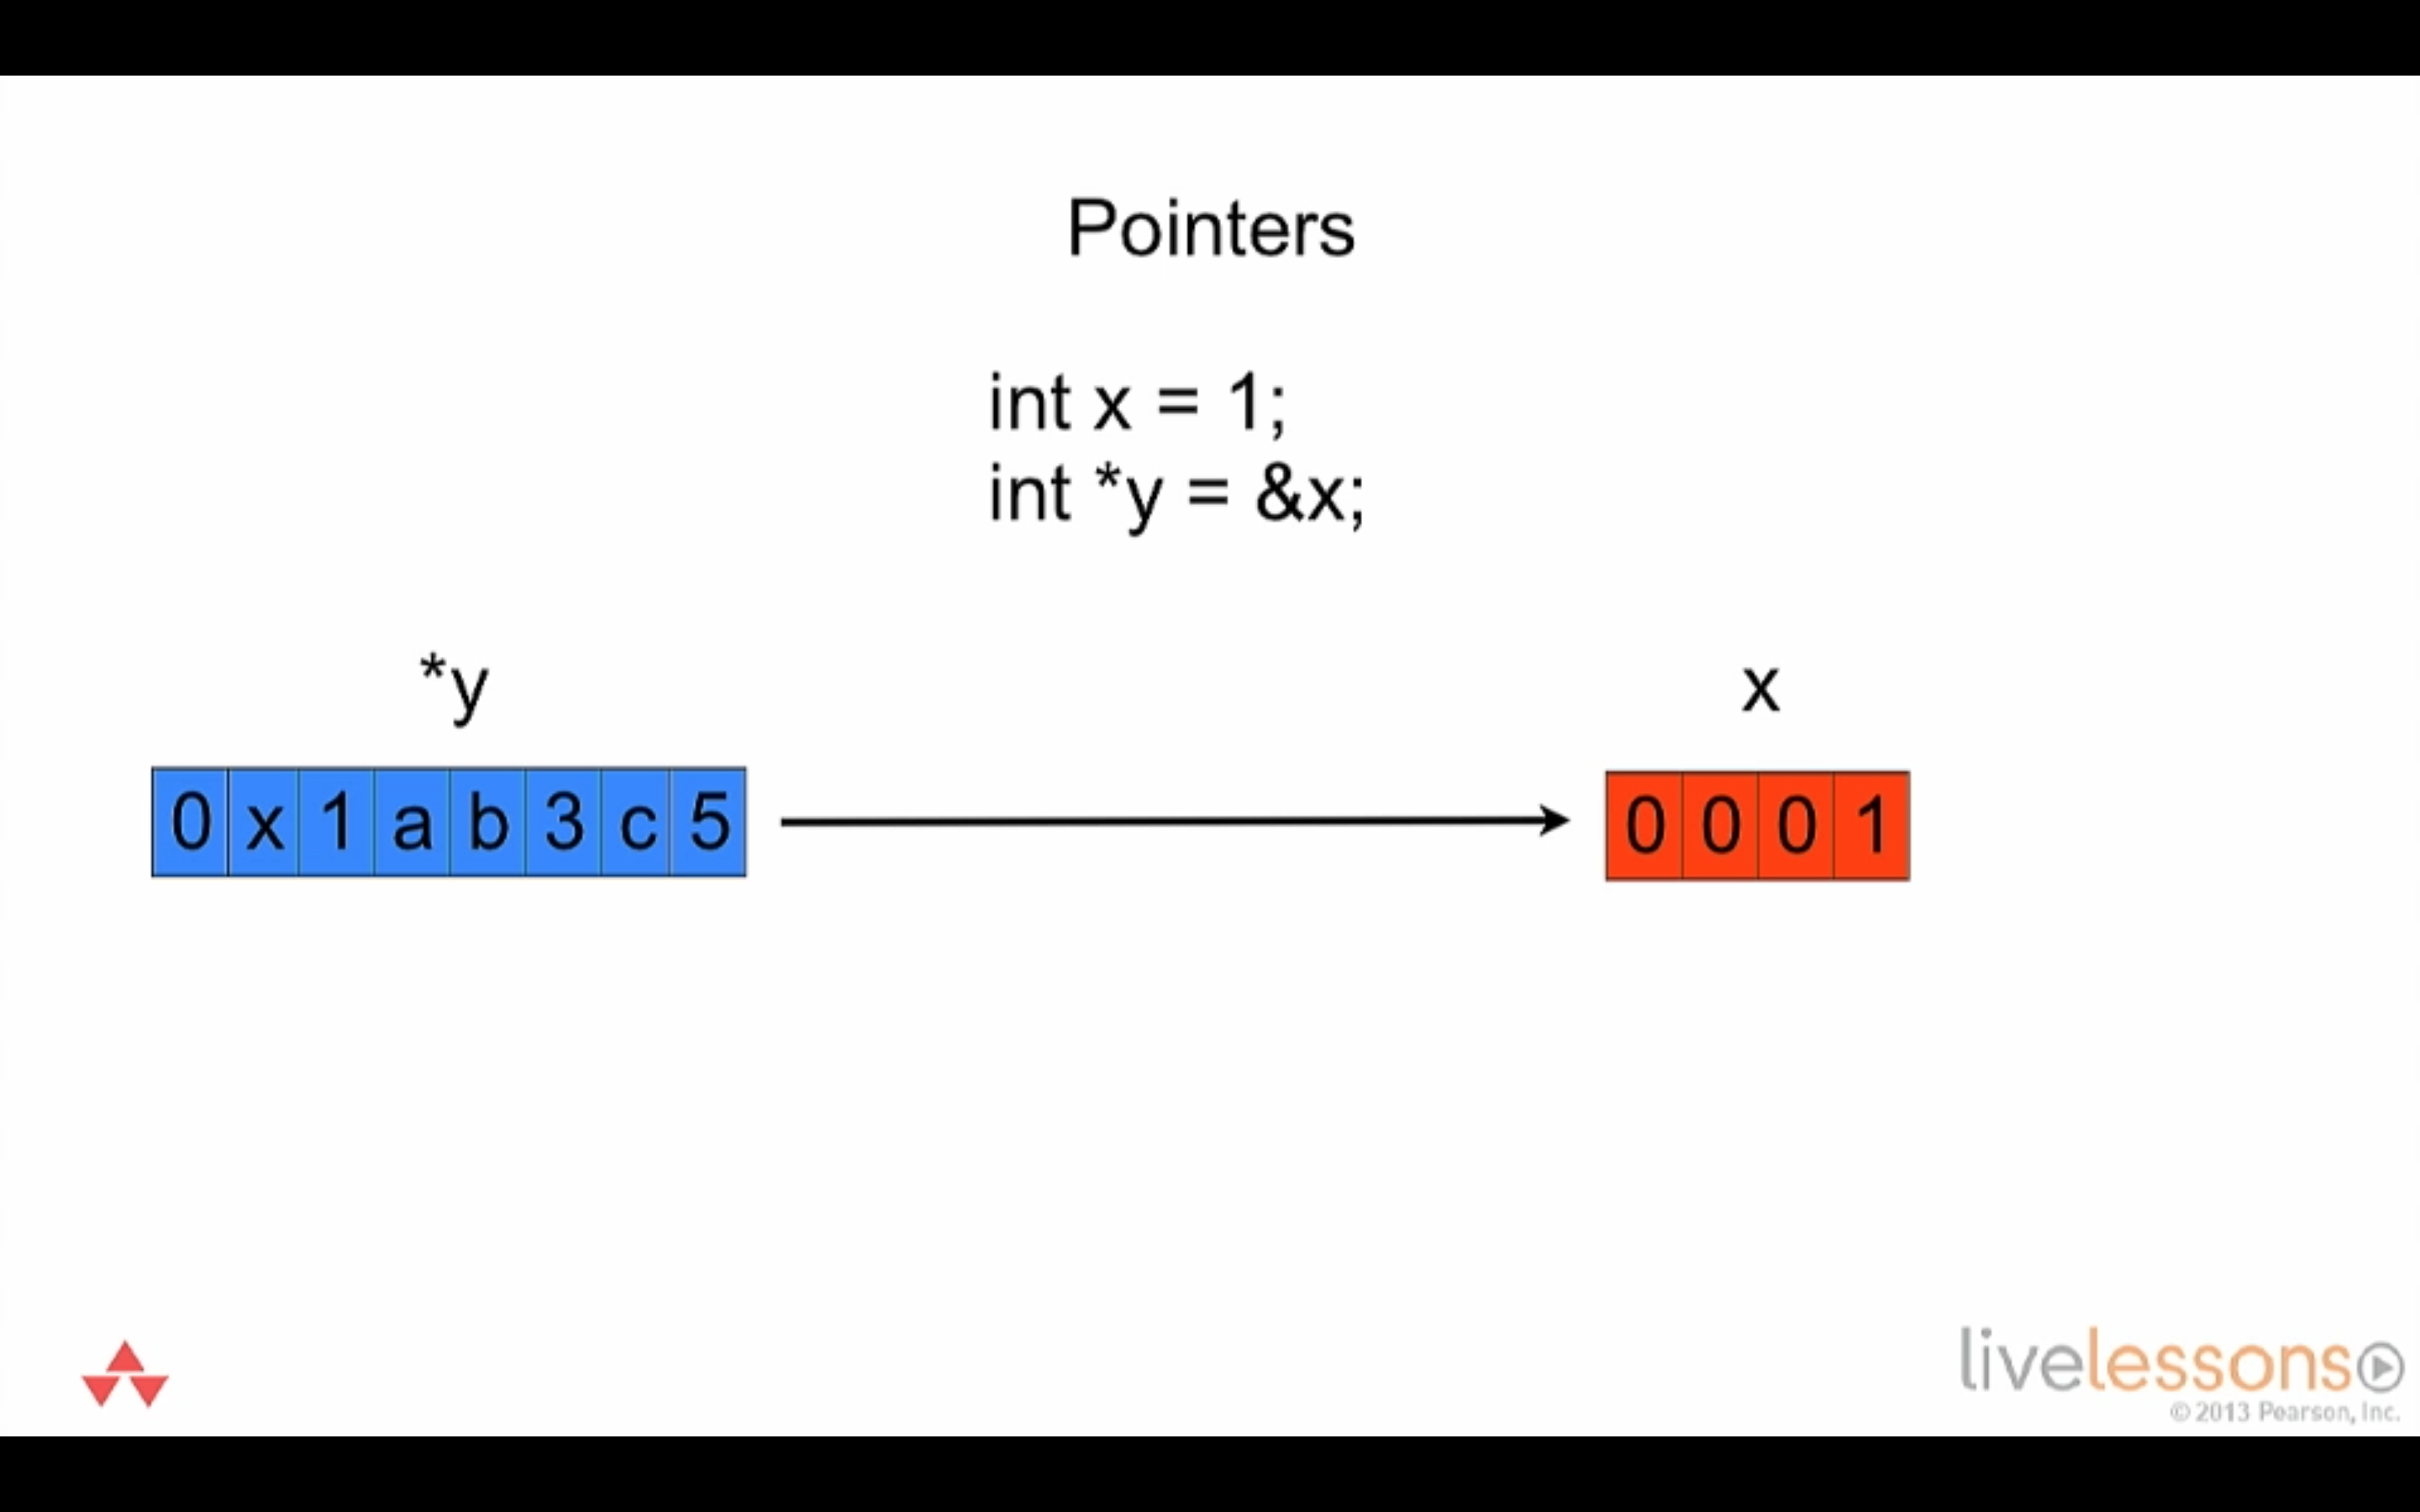 Pointers
int x = 1;
int *y = &x;
*y
x
0 x 1 a b 3 c 5
0 0 0 1
livelessons
© 2013 Pearson, Inc.